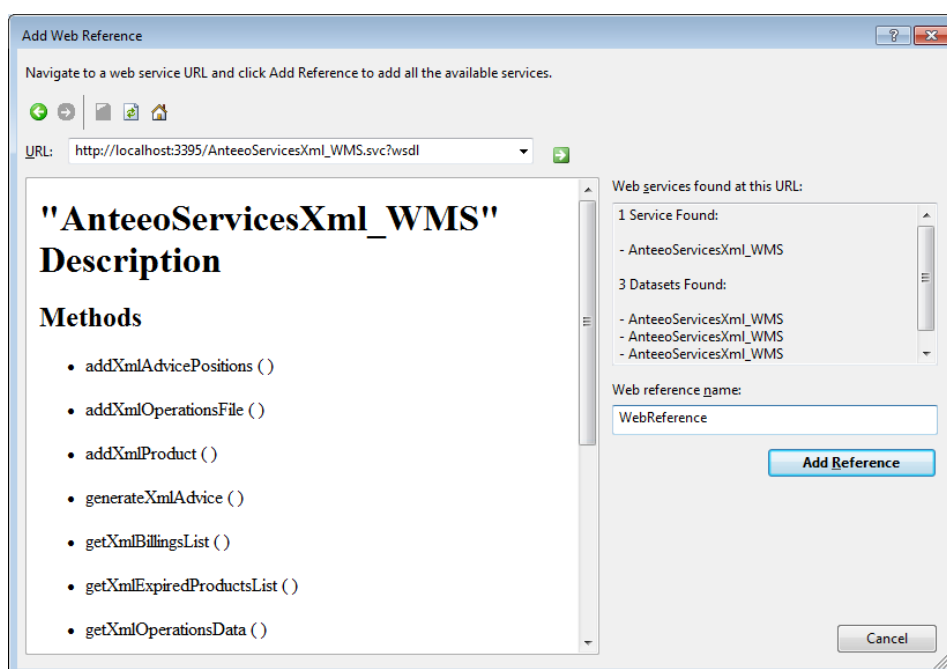 Add Web Reference
Navigate to a web service URL and click Add Reference to add all the available services.
URL: http://localhost:3395/AnteeoServicesXml_WMS.svc?wsdl
"AnteeoServicesXml_WMS"
Description
Methods
• addXmlAdvicePositions ( )
• addXmlOperationsFile ( )
• addXmlProduct ( )
• generateXmlAdvice ( )
• getXmlBillingsList ( )
• getXmlExpiredProductsList ( )
• getXmlOperationsData ( )
Web services found at this URL:
1 Service Found:
- AnteeoServicesXml_WMS
3 Datasets Found:
- AnteeoServicesXml_WMS
- AnteeoServicesXml_WMS
- AnteeoServicesXml_WMS
Web reference name:
WebReference
Add Reference
Cancel